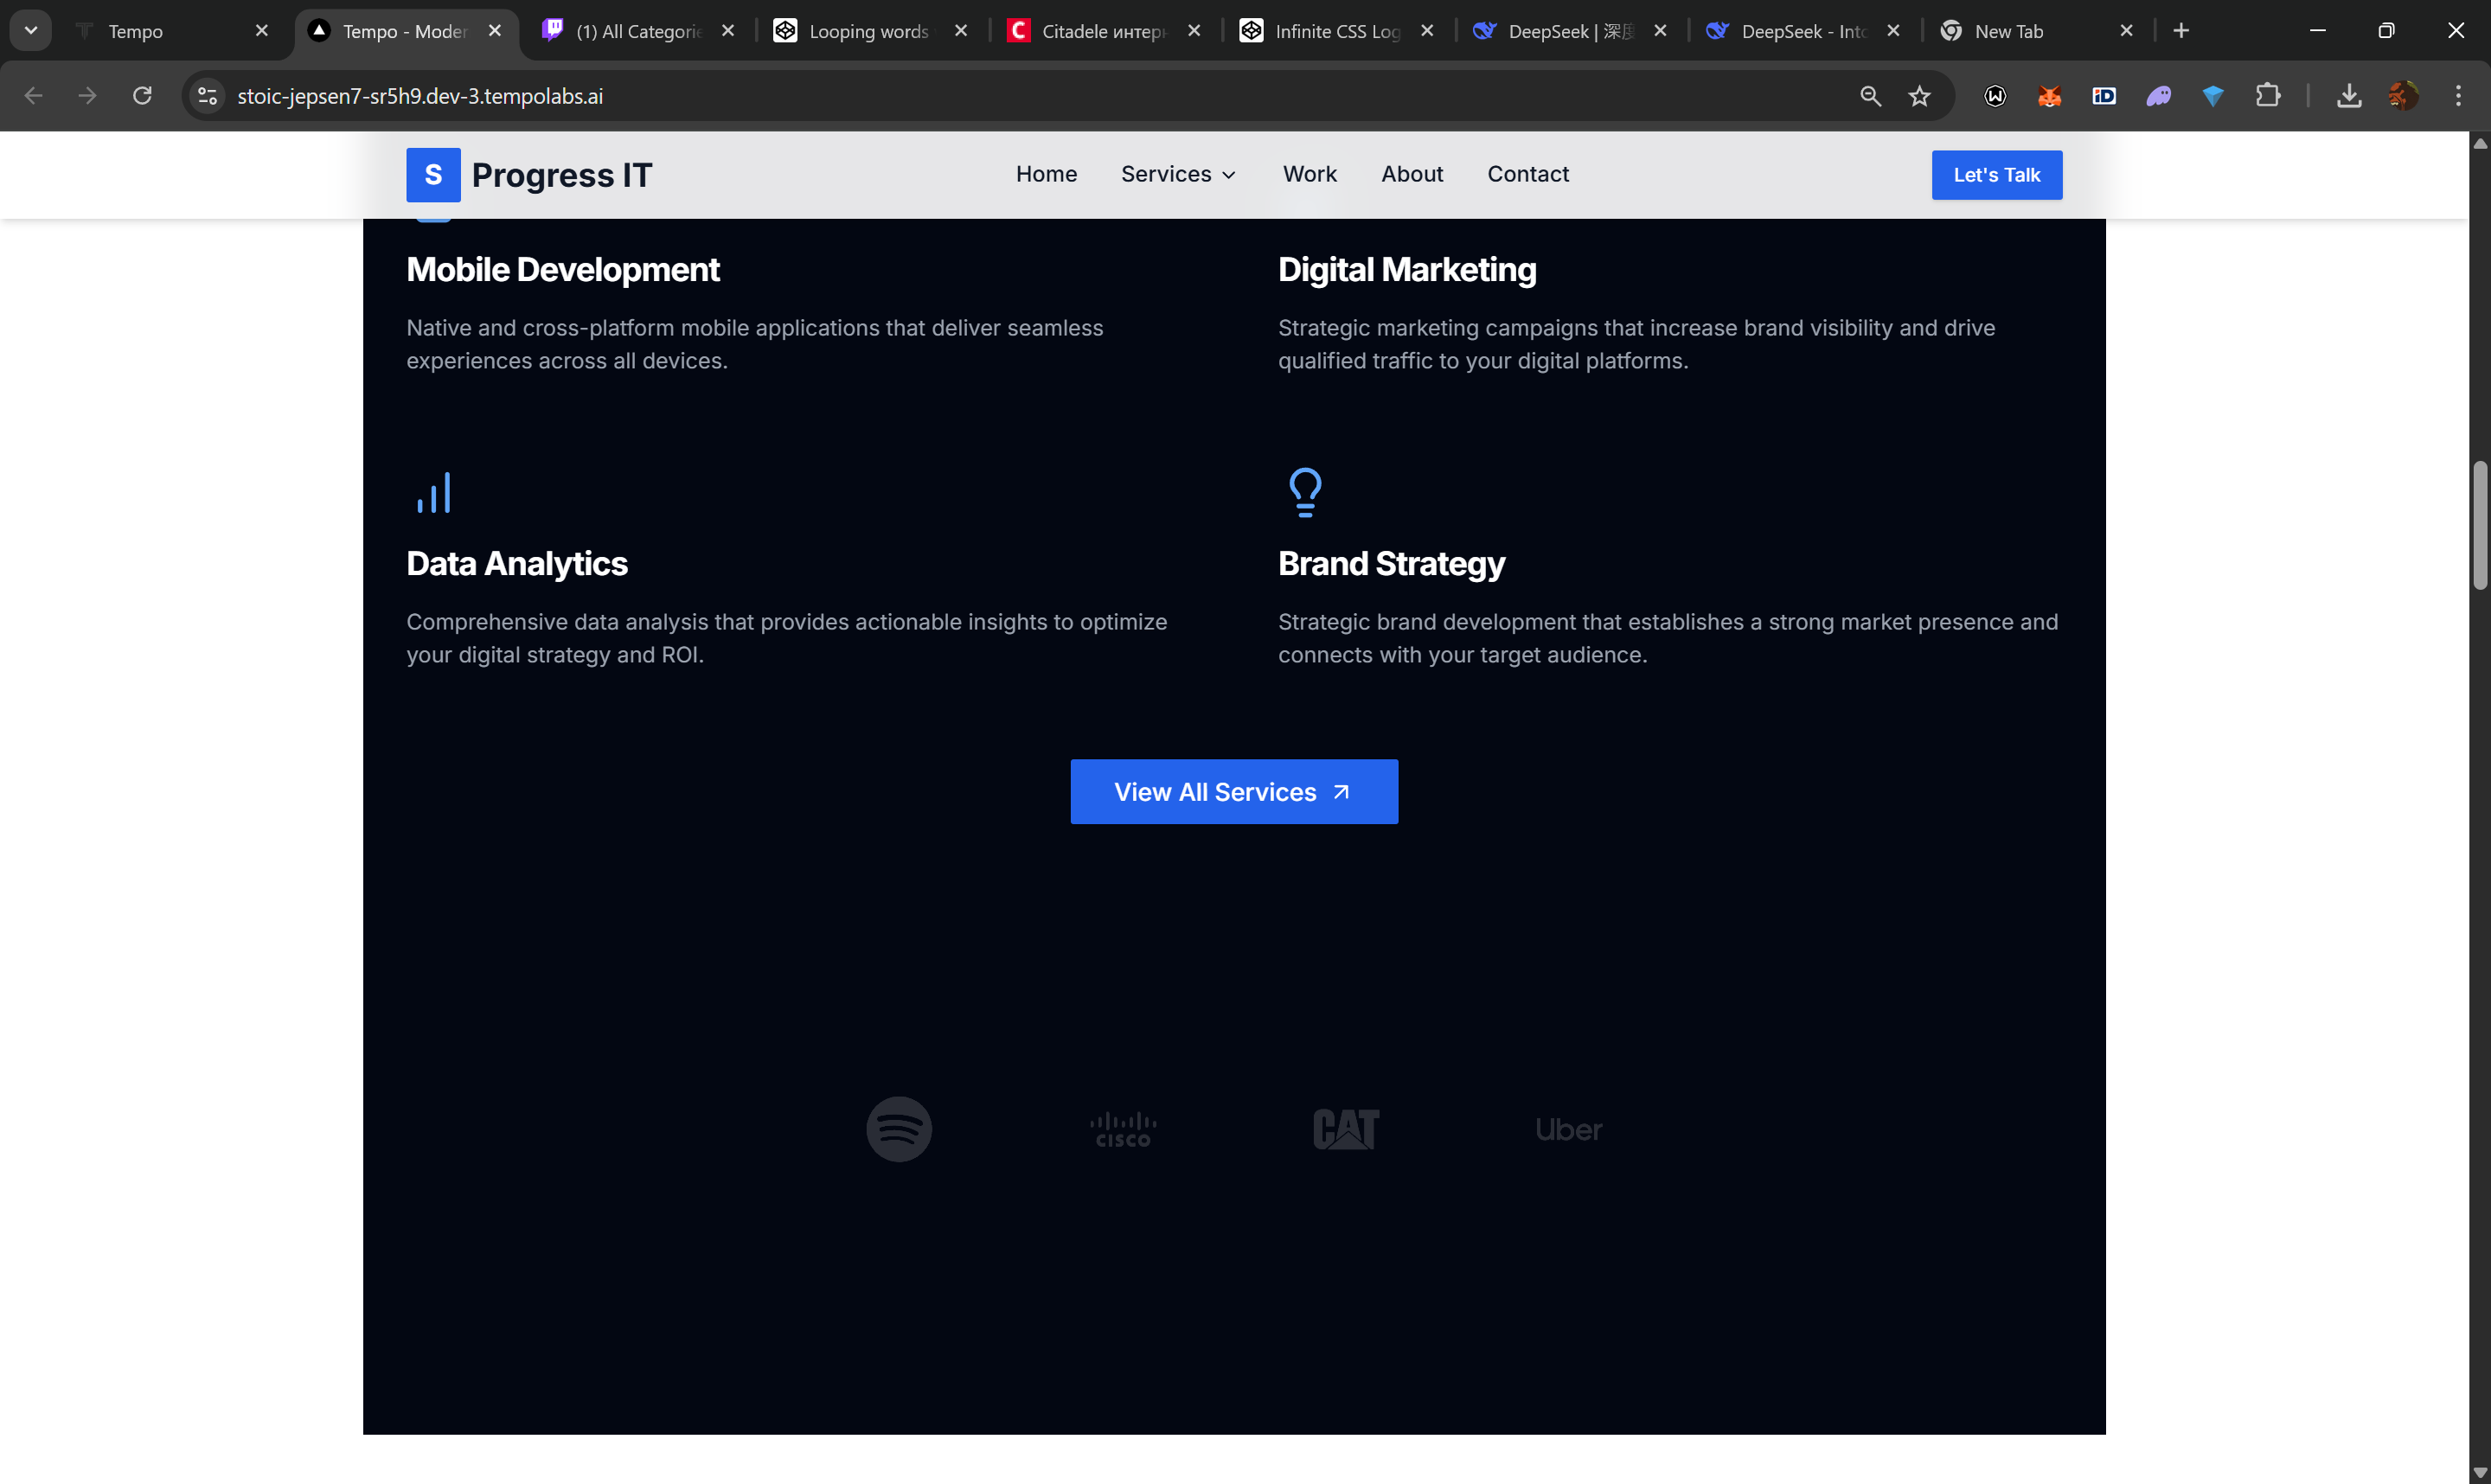 Tempo
Tempo - Moder
(1) All Categorie
Looping words
Citadele интерн
Infinite CSS Log
DeepSeek | 深度
DeepSeek - Into
New Tab
stoic-jepsen7-sr5h9.dev-3.tempolabs.ai
S Progress IT
Home
Services
Work
About
Contact
Let's Talk
Mobile Development
Native and cross-platform mobile applications that deliver seamless
experiences across all devices.
Digital Marketing
Strategic marketing campaigns that increase brand visibility and drive
qualified traffic to your digital platforms.
Data Analytics
Comprehensive data analysis that provides actionable insights to optimize
your digital strategy and ROI.
Brand Strategy
Strategic brand development that establishes a strong market presence and
connects with your target audience.
View All Services
CISCO
CAT
Uber